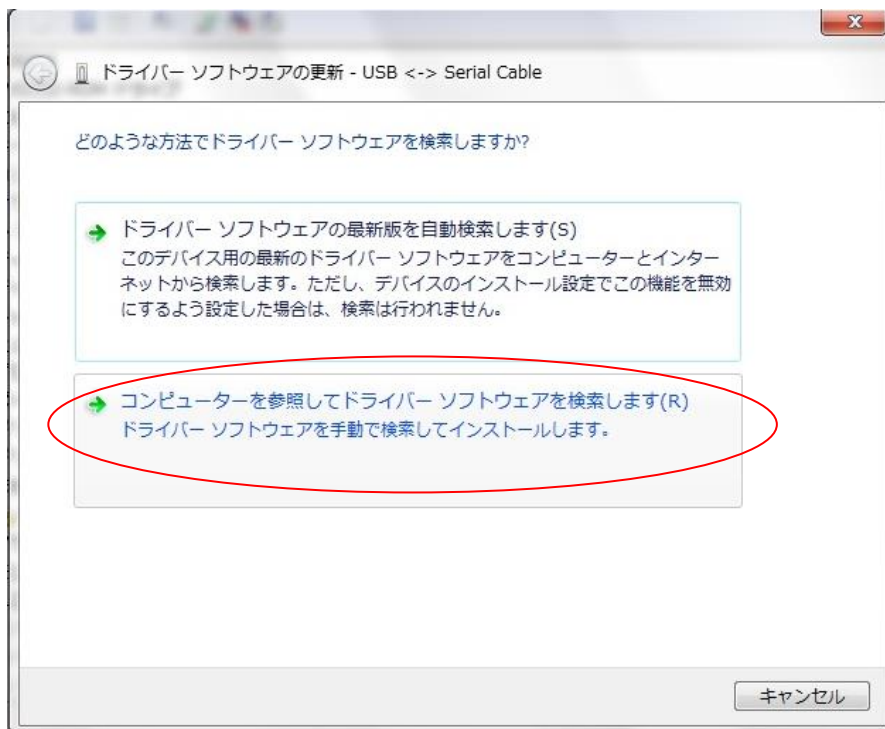 ドライバー ソフトウェアの更新 - USB <-> Serial Cable
どのような方法でドライバー ソフトウェアを検索しますか?
ドライバー ソフトウェアの最新版を自動検索します(S)
このデバイス用の最新のドライバー ソフトウェアをコンピューターとインター
ネットから検索します。ただし、デバイスのインストール設定でこの機能を無効
にするよう設定した場合は、検索は行われません。
コンピューターを参照してドライバー ソフトウェアを検索します(R)
ドライバー ソフトウェアを手動で検索してインストールします。
キャンセル